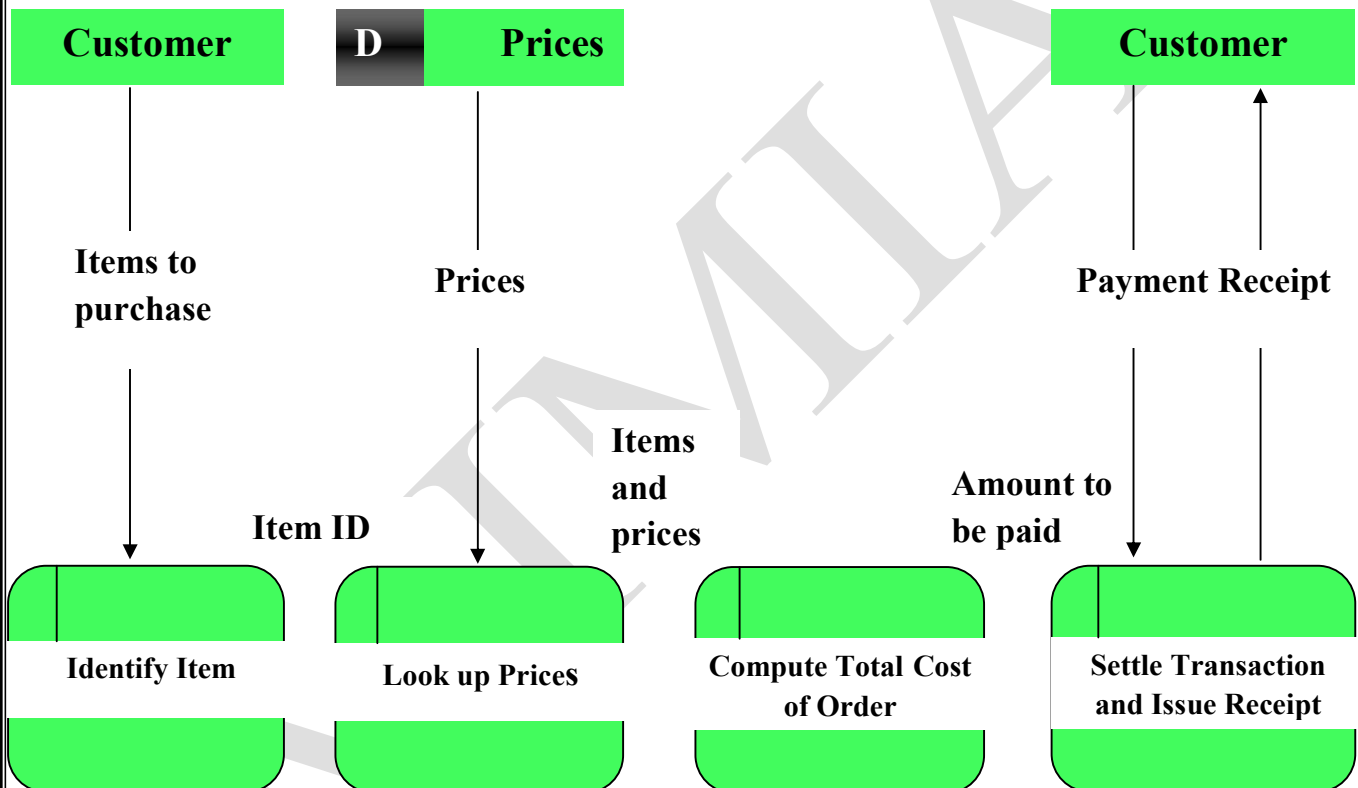 Customer
D Prices
Customer
Items to
purchase
Prices
Payment Receipt
Items
and
prices
Amount to
be paid
Item ID
Identify Item
Look up Prices
Compute Total Cost
of Order
Settle Transaction
and Issue Receipt